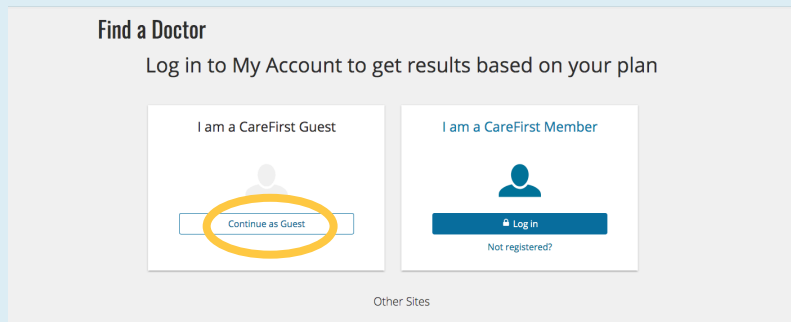 Find a Doctor
Log in to My Account to get results based on your plan
I am a CareFirst Guest
Continue as Guest
I am a CareFirst Member
Log in
Not registered?
Other Sites